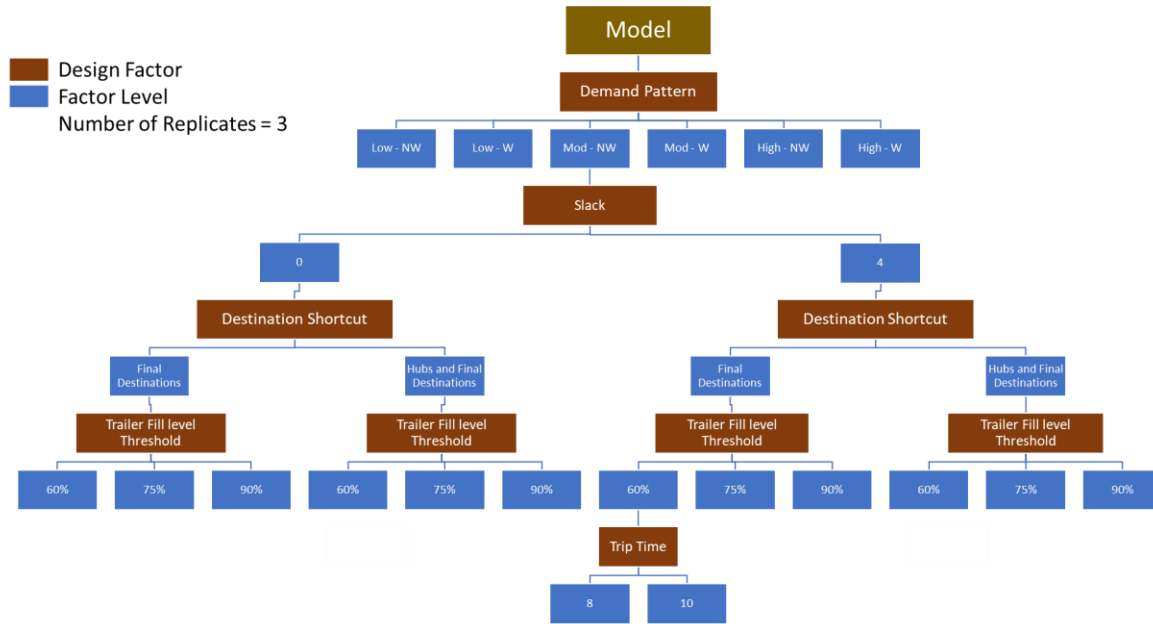 Model
Design Factor
Factor Level
Number of Replicates = 3
Demand Pattern
Low - NW
Low - W
Mod - NW
Mod - W
High - NW
High - W
Slack
0
4
Destination Shortcut
Destination Shortcut
Final
Destinations
Hubs and Final
Destinations
Final
Destinations
Hubs and Final
Destinations
Trailer Fill level
Threshold
Trailer Fill level
Threshold
Trailer Fill level
Threshold
Trailer Fill level
Threshold
60%
75%
90%
60%
75%
90%
60%
75%
90%
60%
75%
90%
Trip Time
8
10